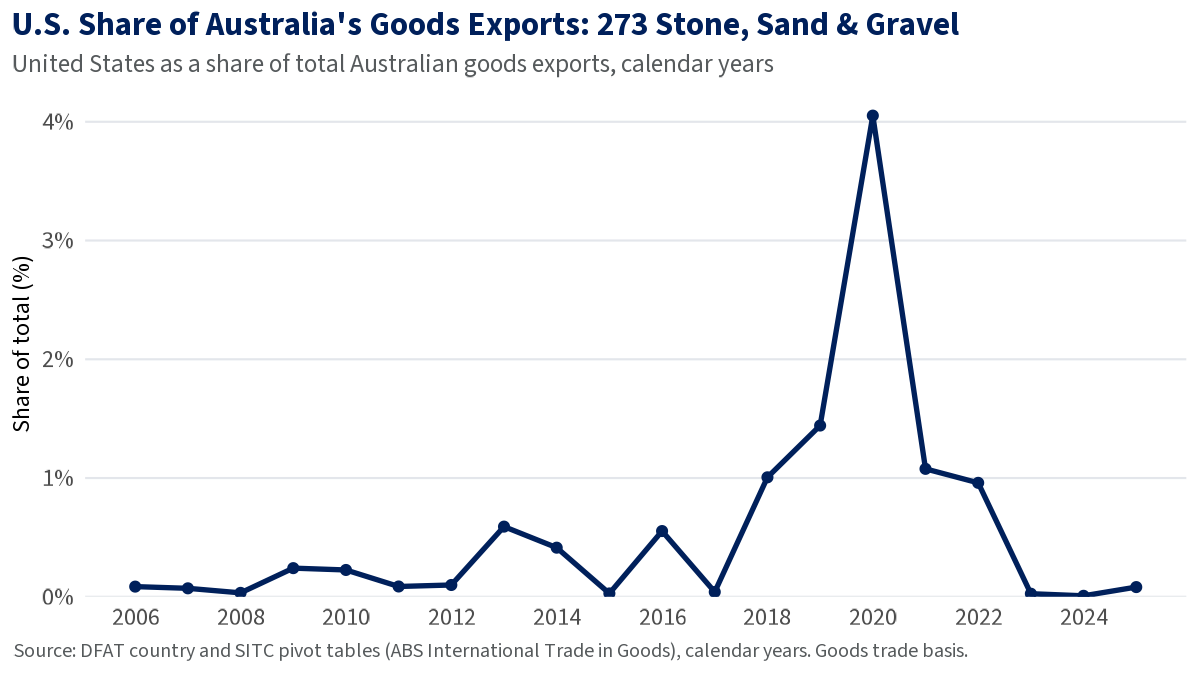 U.S. Share of Australia's Goods Exports: 273 Stone, Sand & Gravel
United States as a share of total Australian goods exports, calendar years
Share of total (%)
4%
3%
2%
1%
0%
2006 2008 2010 2012 2014 2016 2018 2020 2022 2024
Source: DFAT country and SITC pivot tables (ABS International Trade in Goods), calendar years. Goods trade basis.